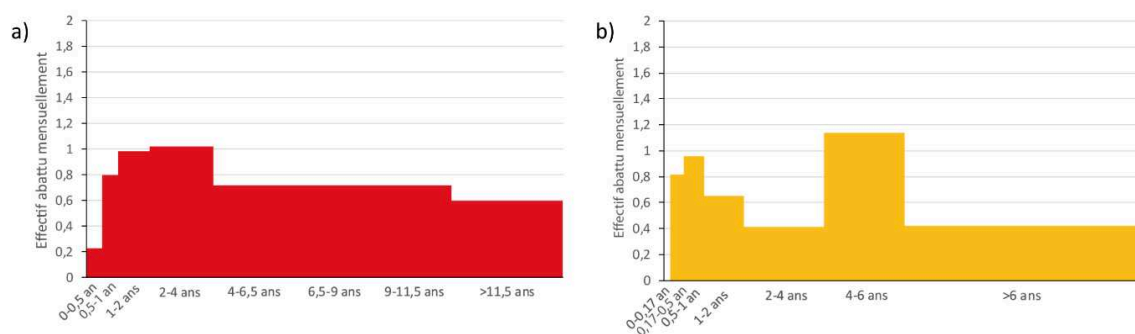 a)
Effectif abattu mensuellement
2
1,8
1,6
1,4
1,2
1
0,8
0,6
0,4
0,2
0
0-0,5 an
0,5-1 an
1-2 ans
2-4 ans
4-6,5 ans
6,5-9 ans
9-11,5 ans
>11,5 ans
b)
Effectif abattu mensuellement
2
1,8
1,6
1,4
1,2
1
0,8
0,6
0,4
0,2
0
0-0,17 an
0,17-0,5 an
0,5-1 an
1-2 ans
2-4 ans
4-6 ans
>6 ans